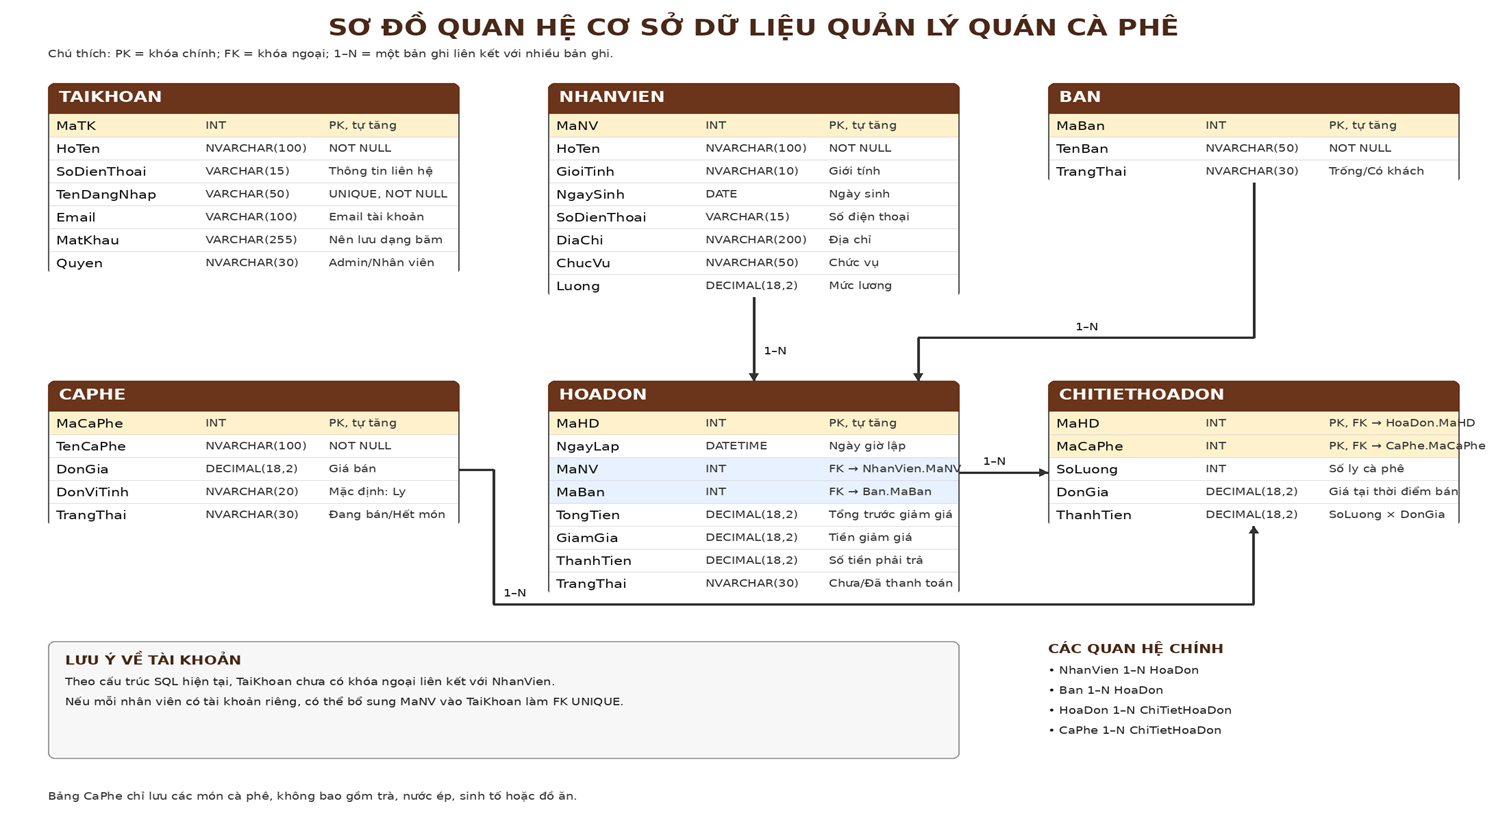 SƠ ĐỒ QUAN HỆ CƠ SỞ DỮ LIỆU QUẢN LÝ QUÁN CÀ PHÊ
Chú thích: PK = khóa chính; FK = khóa ngoại; 1–N = một bản ghi liên kết với nhiều bản ghi.
TAIKHOAN
MaTK INT PK, tự tăng
HoTen NVARCHAR(100) NOT NULL
SoDienThoai VARCHAR(15) Thông tin liên hệ
TenDangNhap VARCHAR(50) UNIQUE, NOT NULL
Email VARCHAR(100) Email tài khoản
MatKhau VARCHAR(255) Nên lưu dạng băm
Quyen NVARCHAR(30) Admin/Nhân viên
NHANVIEN
MaNV INT PK, tự tăng
HoTen NVARCHAR(100) NOT NULL
GioiTinh NVARCHAR(10) Giới tính
NgaySinh DATE Ngày sinh
SoDienThoai VARCHAR(15) Số điện thoại
DiaChi NVARCHAR(200) Địa chỉ
ChucVu NVARCHAR(50) Chức vụ
Luong DECIMAL(18,2) Mức lương
BAN
MaBan INT PK, tự tăng
TenBan NVARCHAR(50) NOT NULL
TrangThai NVARCHAR(30) Trống/Có khách
1–N
1–N
CAPHE
MaCaPhe INT PK, tự tăng
TenCaPhe NVARCHAR(100) NOT NULL
DonGia DECIMAL(18,2) Giá bán
DonViTinh NVARCHAR(20) Mặc định: Ly
TrangThai NVARCHAR(30) Đang bán/Hết món
HOADON
MaHD INT PK, tự tăng
NgayLap DATETIME Ngày giờ lập
MaNV INT FK → NhanVien.MaNV
MaBan INT FK → Ban.MaBan
TongTien DECIMAL(18,2) Tổng trước giảm giá
GiamGia DECIMAL(18,2) Tiền giảm giá
ThanhTien DECIMAL(18,2) Số tiền phải trả
TrangThai NVARCHAR(30) Chưa/Đã thanh toán
1–N
CHITIETHOADON
MaHD INT PK, FK → HoaDon.MaHD
MaCaPhe INT PK, FK → CaPhe.MaCaPhe
SoLuong INT Số ly cà phê
DonGia DECIMAL(18,2) Giá tại thời điểm bán
ThanhTien DECIMAL(18,2) SoLuong × DonGia
1–N
LƯU Ý VỀ TÀI KHOẢN
Theo cấu trúc SQL hiện tại, TaiKhoan chưa có khóa ngoại liên kết với NhanVien.
Nếu mỗi nhân viên có tài khoản riêng, có thể bổ sung MaNV vào TaiKhoan làm FK UNIQUE.
CÁC QUAN HỆ CHÍNH
• NhanVien 1–N HoaDon
• Ban 1–N HoaDon
• HoaDon 1–N ChiTietHoaDon
• CaPhe 1–N ChiTietHoaDon
Bảng CaPhe chỉ lưu các món cà phê, không bao gồm trà, nước ép, sinh tố hoặc đồ ăn.